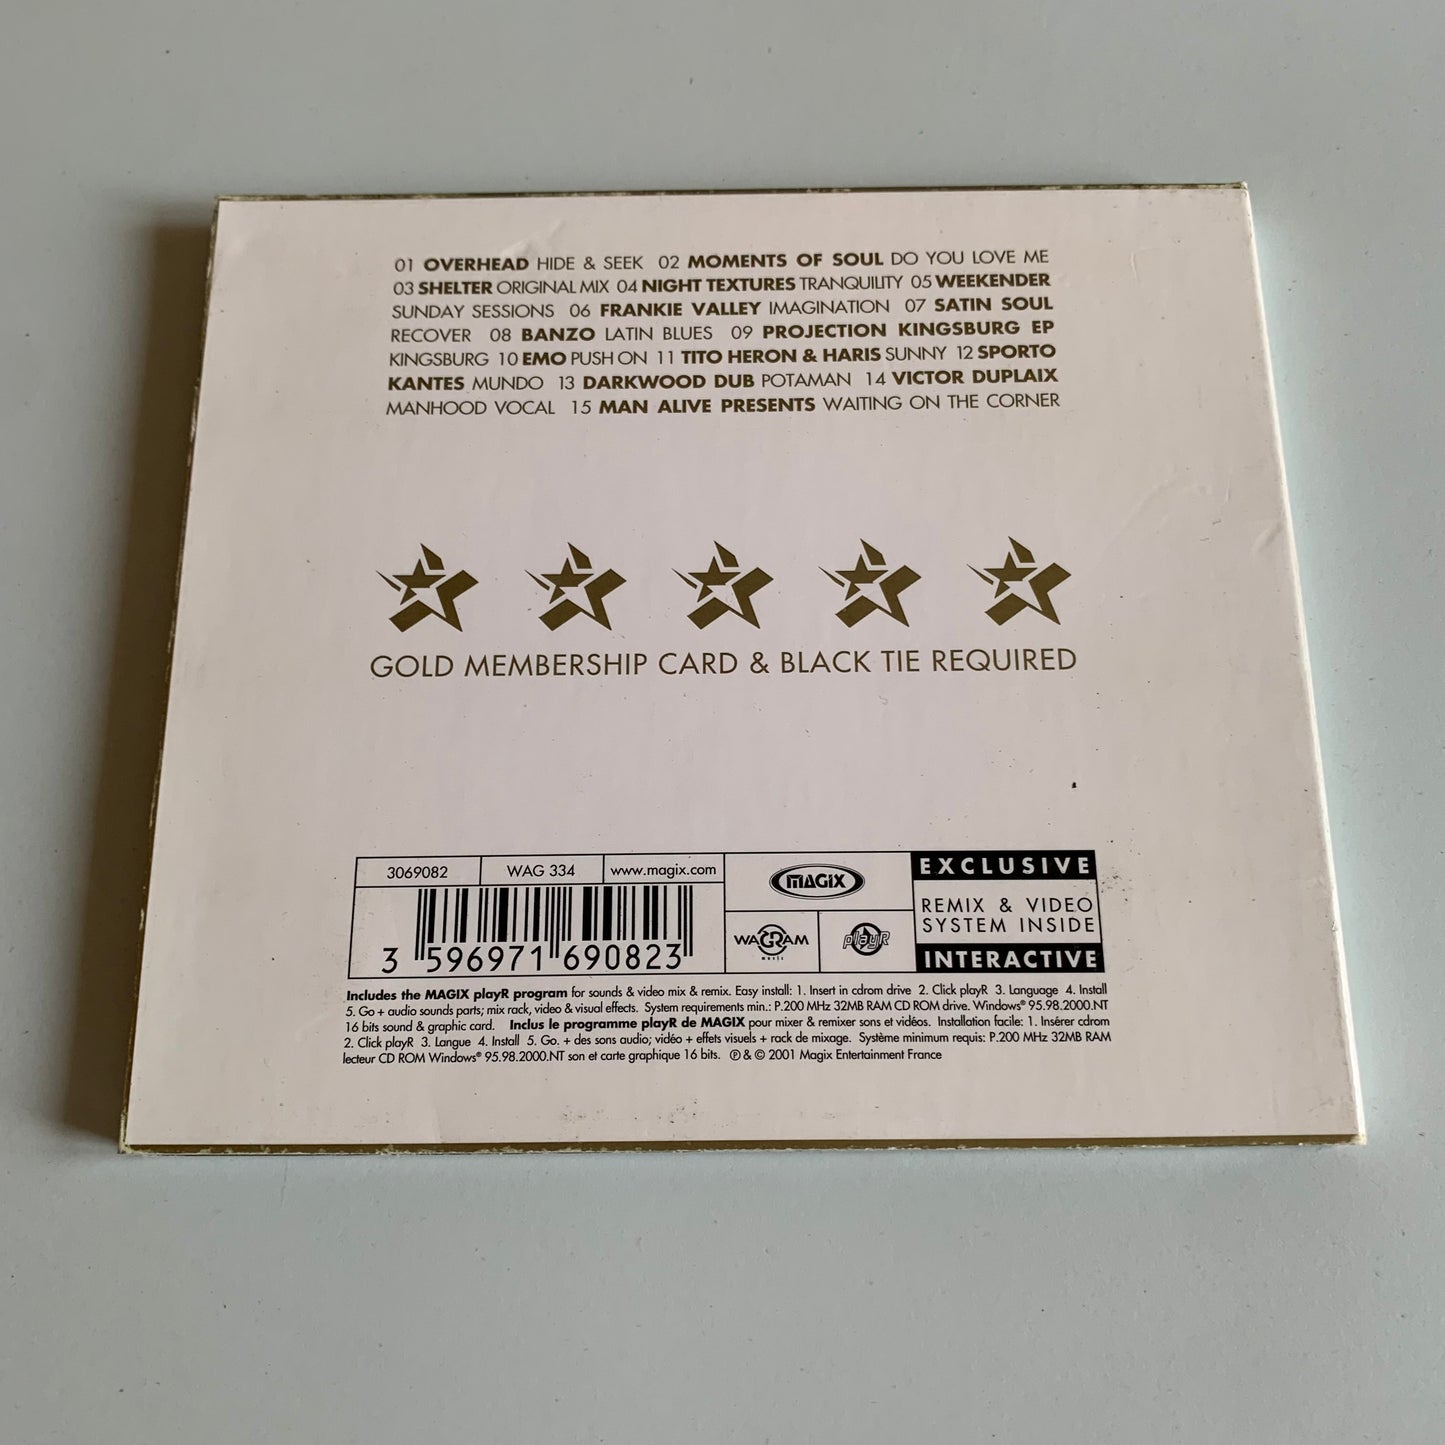 01 OVERHEAD HIDE & SEEK 02 MOMENTS OF SOUL DO YOU LOVE ME
03 SHELTER ORIGINAL MIX 04 NIGHT TEXTURES TRANQUILITY 05 WEEKENDER
SUNDAY SESSIONS 06 FRANKIE VALLEY IMAGINATION 07 SATIN SOUL
RECOVER 08 BANZO LATIN BLUES 09 PROJECTION KINGSBURG EP
KINGSBURG 10 EMO PUSH ON 11 TITO HERON & HARIS SUNNY 12 SPORTO
KANTES MUNDO 13 DARKWOOD DUB POTAMAN 14 VICTOR DUPLAIX
MANHOOD VOCAL 15 MAN ALIVE PRESENTS WAITING ON THE CORNER
GOLD MEMBERSHIP CARD & BLACK TIE REQUIRED
3069082 WAG 334 www.magix.com
3 596971 690823
MAGIX
WAGRAM
music
playR
EXCLUSIVE
REMIX & VIDEO
SYSTEM INSIDE
INTERACTIVE
Includes the MAGIX playR program for sounds & video mix & remix. Easy install: 1. Insert in cdrom drive 2. Click playR 3. Language 4. Install
5. Go + audio sounds parts; mix rack, video & visual effects. System requirements min.: P.200 MHz 32MB RAM CD ROM drive. Windows® 95.98.2000.NT
16 bits sound & graphic card. Inclus le programme playR de MAGIX pour mixer & remixer sons et vidéos. Installation facile: 1. Insérer cdrom
2. Click playR 3. Langue 4. Install 5. Go. + des sons audio; vidéo + effets visuels + rack de mixage. Système minimum requis: P.200 MHz 32MB RAM
lecteur CD ROM Windows® 95.98.2000.NT son et carte graphique 16 bits. ℗ & © 2001 Magix Entertainment France